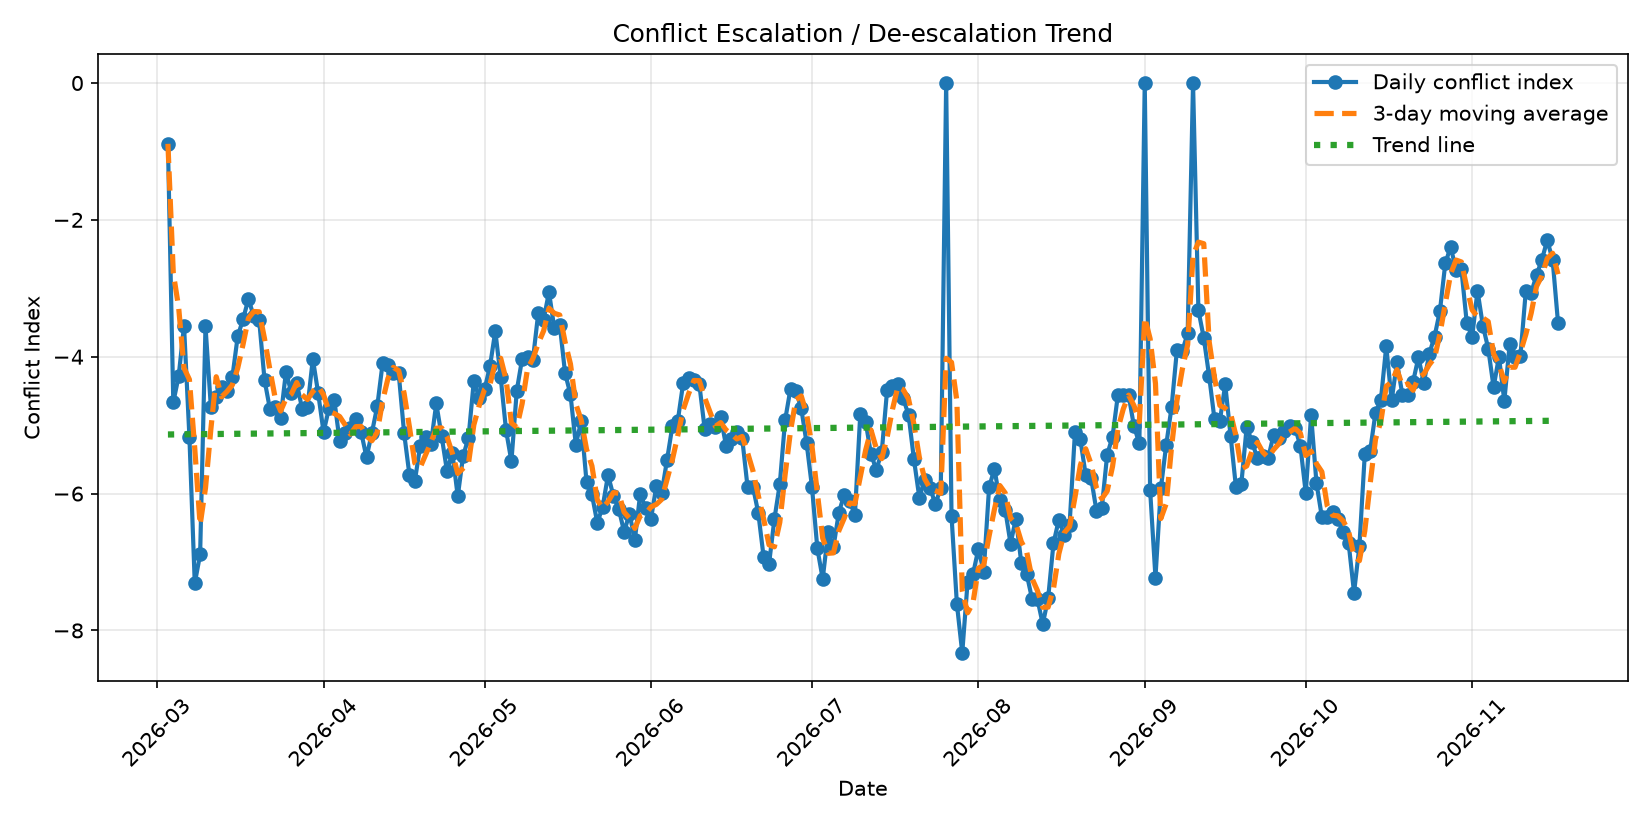 Conflict Escalation / De-escalation Trend
Daily conflict index
3-day moving average
Trend line
Conflict Index
0
−2
−4
−6
−8
2026-03
2026-04
2026-05
2026-06
2026-07
2026-08
2026-09
2026-10
2026-11
Date